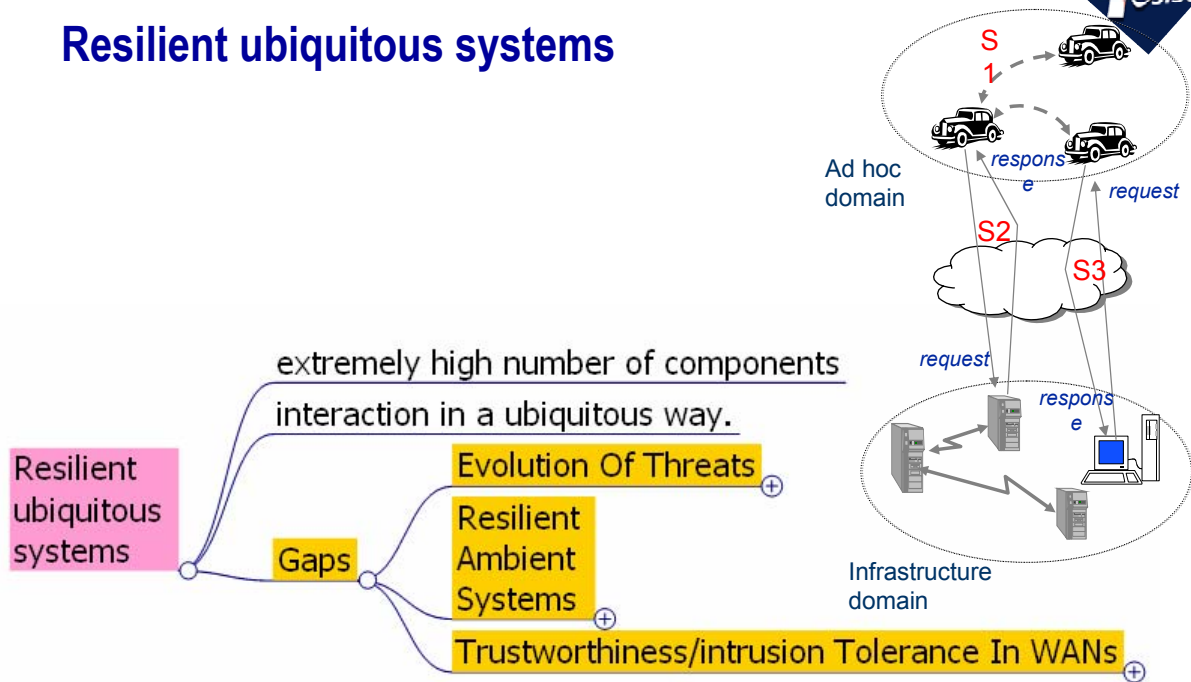 Resilient ubiquitous systems
S
1
Ad hoc
domain
respons
e
request
S2
S3
request
respons
e
Infrastructure
domain
extremely high number of components
interaction in a ubiquitous way.
Resilient
ubiquitous
systems
Gaps
Evolution Of Threats
Resilient
Ambient
Systems
Trustworthiness/intrusion Tolerance In WANs